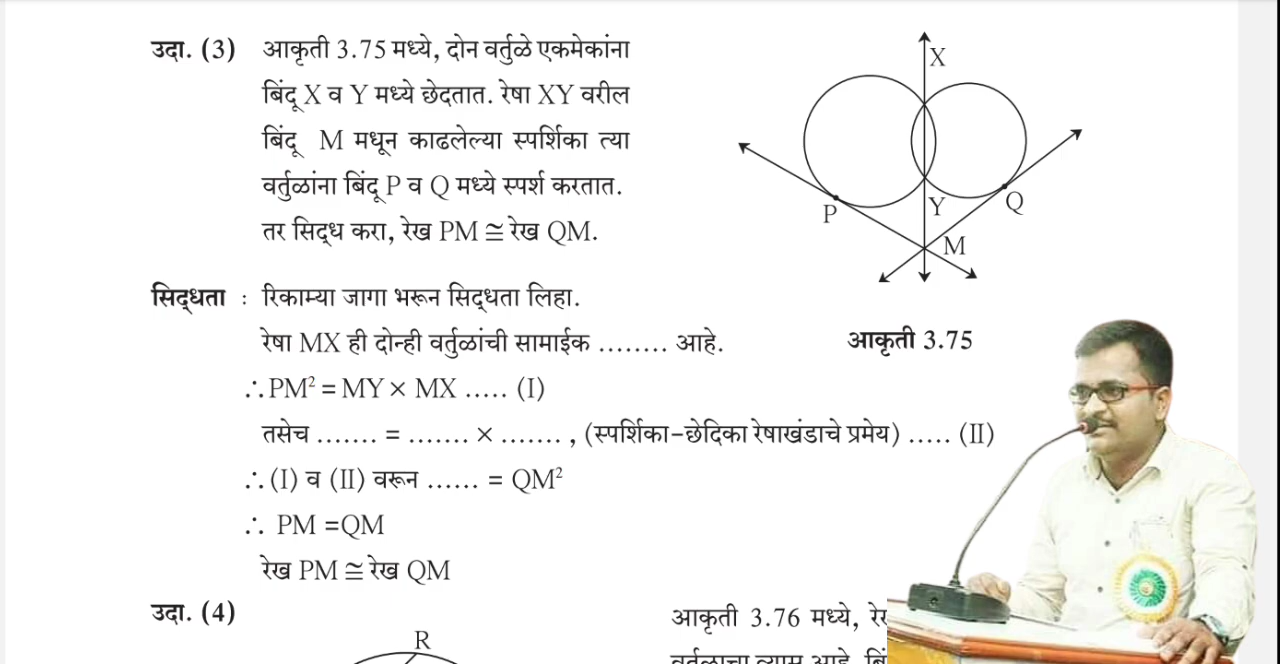 उदा. (3) आकृती 3.75 मध्ये, दोन वर्तुळे एकमेकांना
बिंदू X व Y मध्ये छेदतात. रेषा XY वरील
बिंदू M मधून काढलेल्या स्पर्शिका त्या
वर्तुळांना बिंदू P व Q मध्ये स्पर्श करतात.
तर सिद्ध करा, रेख PM ≅ रेख QM.
X
P
Y
Q
M
आकृती 3.75
सिद्धता : रिकाम्या जागा भरून सिद्धता लिहा.
रेषा MX ही दोन्ही वर्तुळांची सामाईक ........ आहे.
∴ PM² = MY × MX ..... (I)
तसेच ....... = ....... × ....... , (स्पर्शिका-छेदिका रेषाखंडाचे प्रमेय) ..... (II)
∴ (I) व (II) वरून ...... = QM²
∴ PM =QM
रेख PM ≅ रेख QM
उदा. (4)
R
आकृती 3.76 मध्ये,
वर्तुळाचा व्यास आहे.